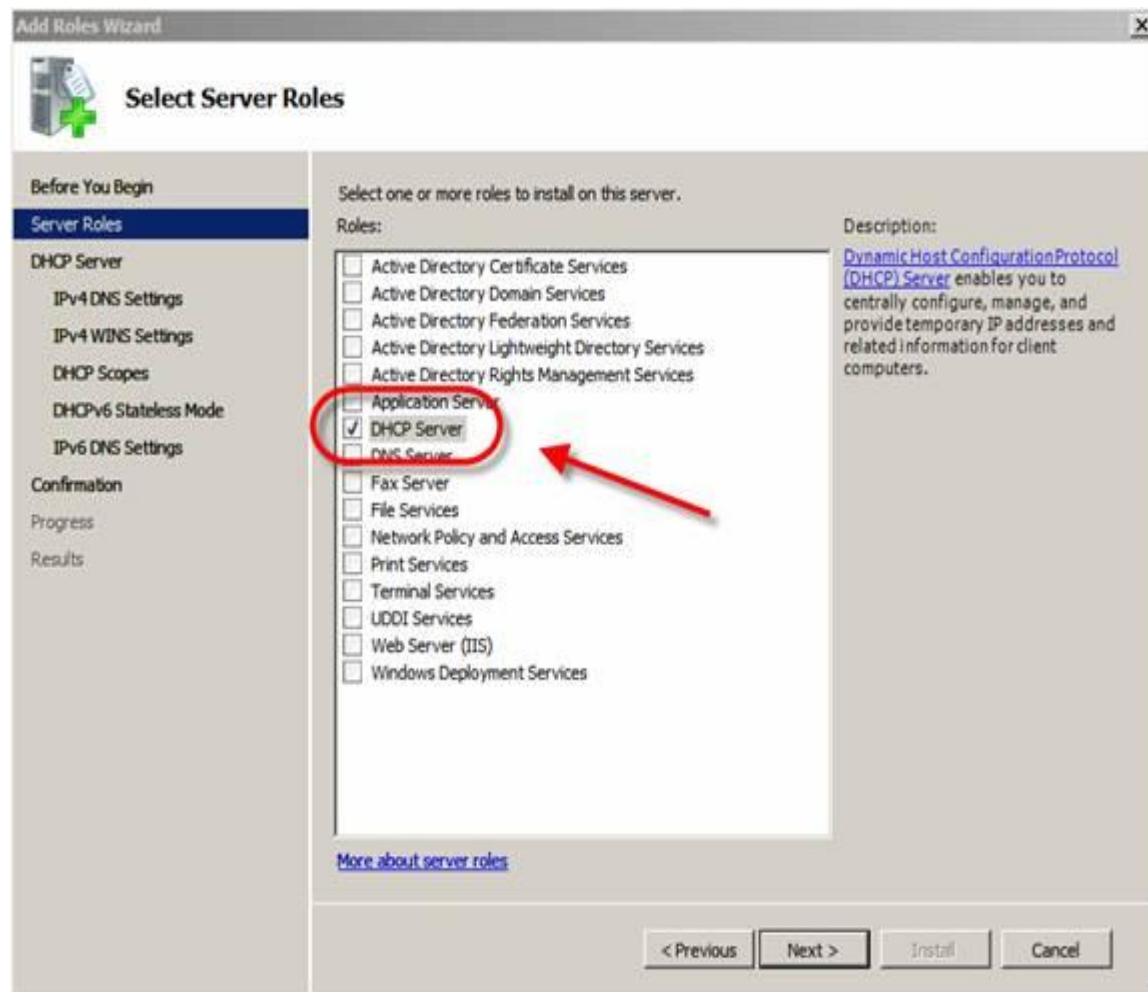 Add Roles Wizard
X
Select Server Roles
Before You Begin
Server Roles
DHCP Server
IPv4 DNS Settings
IPv4 WINS Settings
DHCP Scopes
DHCPv6 Stateless Mode
IPv6 DNS Settings
Confirmation
Progress
Results
Select one or more roles to install on this server.
Roles:
Active Directory Certificate Services
Active Directory Domain Services
Active Directory Federation Services
Active Directory Lightweight Directory Services
Active Directory Rights Management Services
Application Server
DHCP Server
DNS Server
Fax Server
File Services
Network Policy and Access Services
Print Services
Terminal Services
UDDI Services
Web Server (IIS)
Windows Deployment Services
More about server roles
Description:
Dynamic Host Configuration Protocol
(DHCP) Server enables you to
centrally configure, manage, and
provide temporary IP addresses and
related information for client
computers.
< Previous
Next >
Install
Cancel